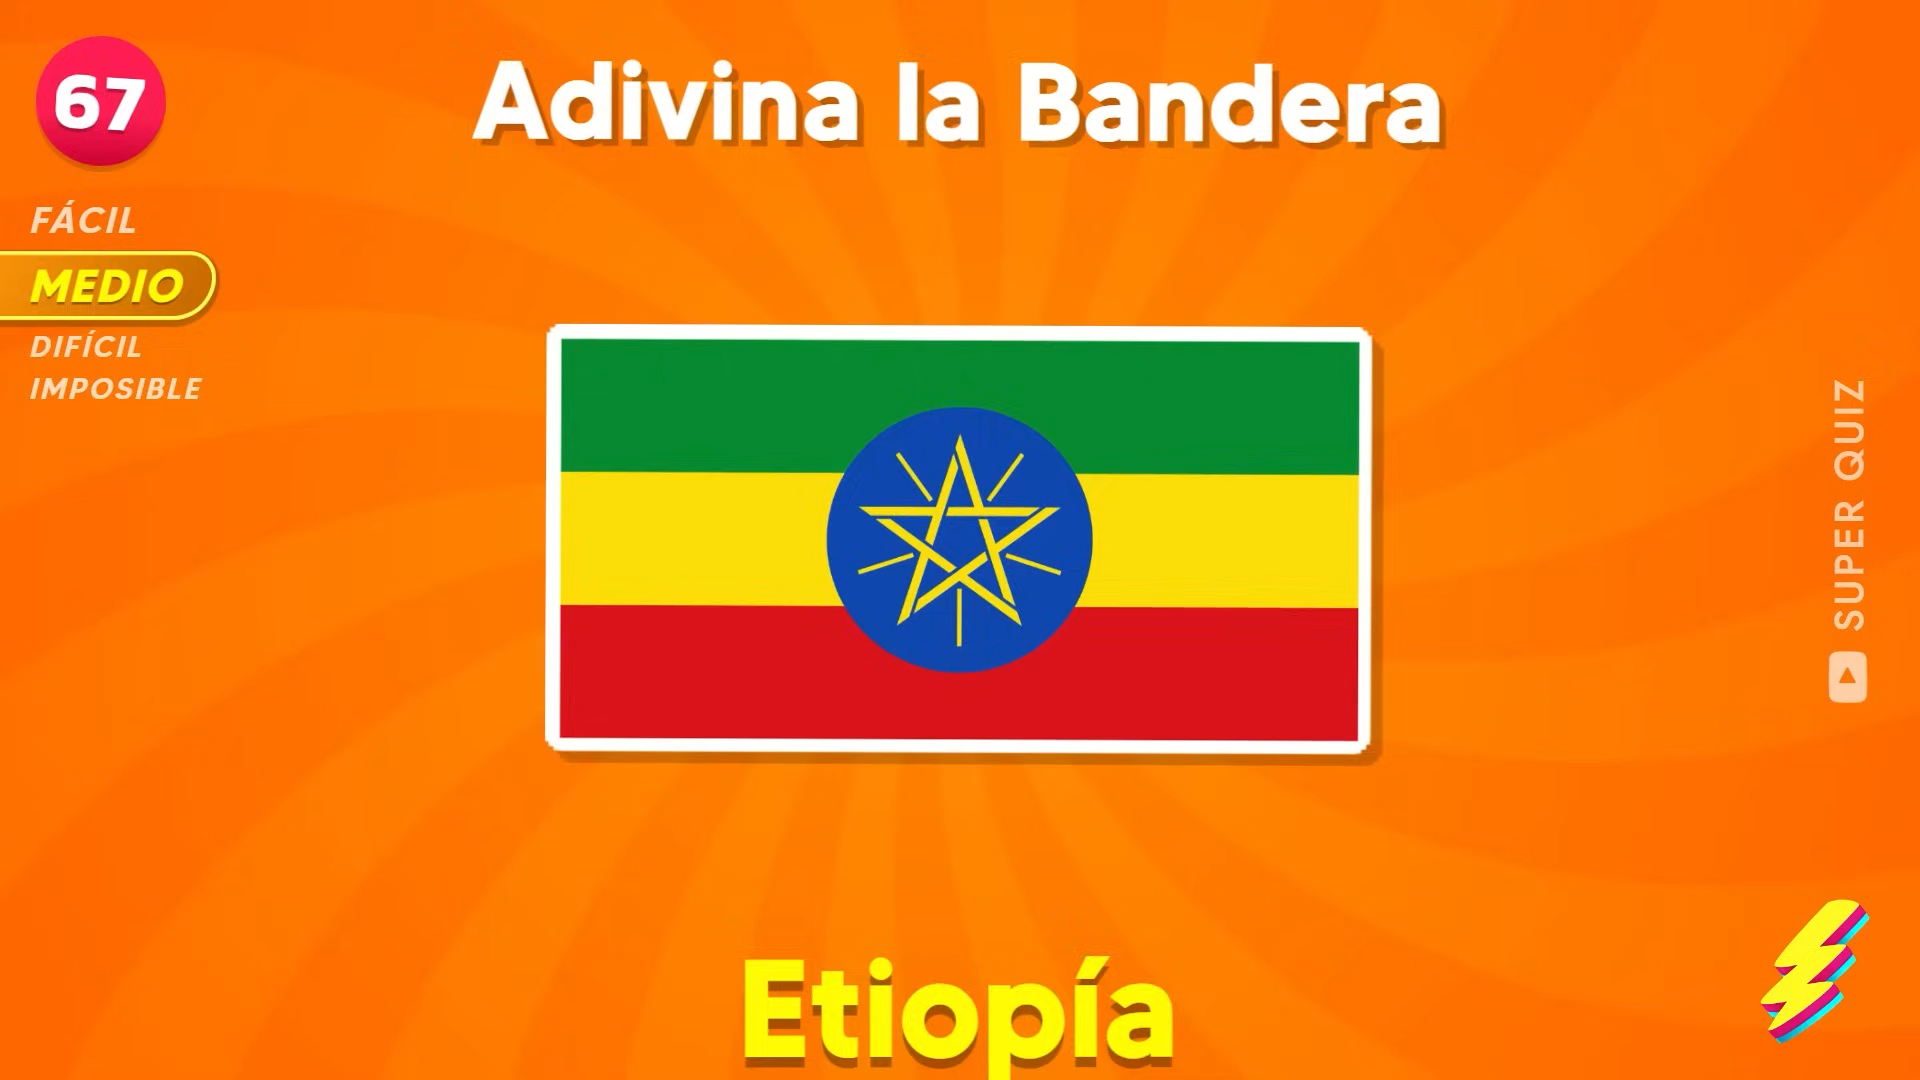 67
Adivina la Bandera
FÁCIL
MEDIO
DIFÍCIL
IMPOSIBLE
SUPER QUIZ
Etiopía